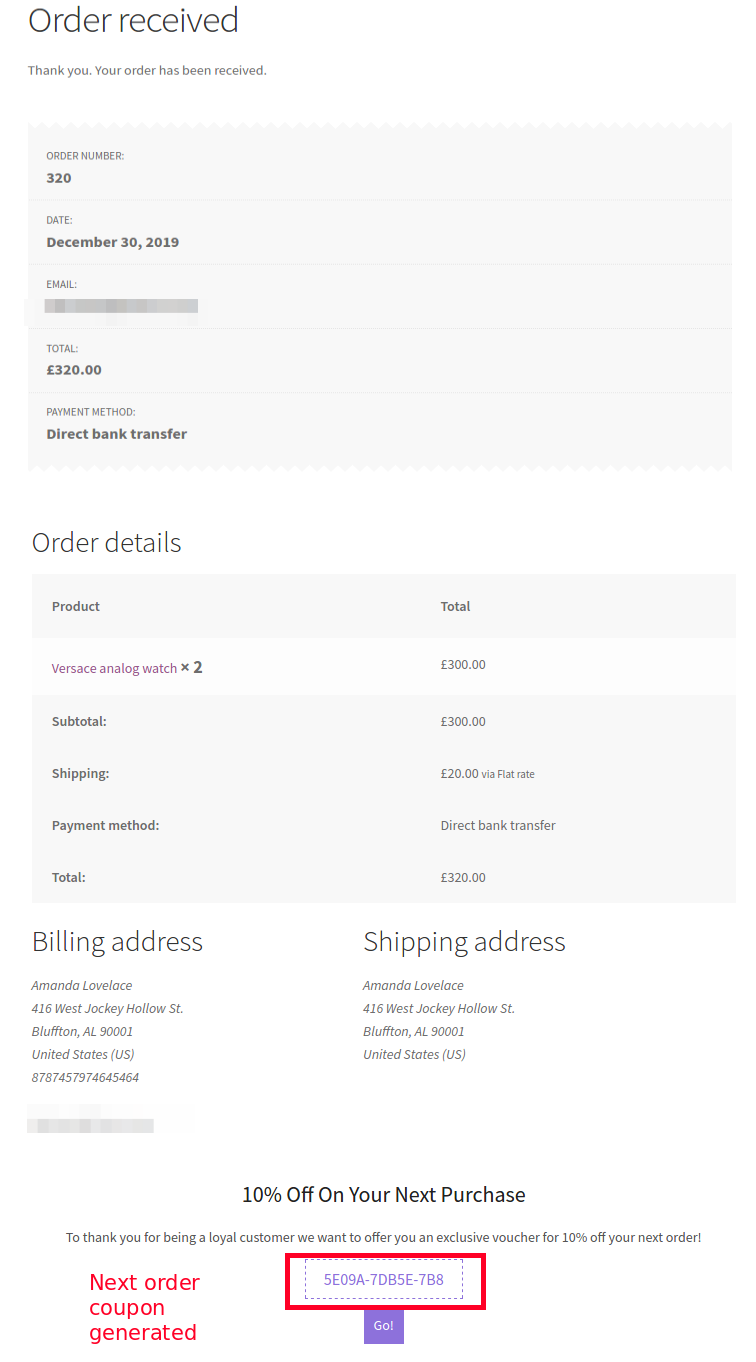 Order received
Thank you. Your order has been received.
ORDER NUMBER:
320
DATE:
December 30, 2019
EMAIL:
TOTAL:
£320.00
PAYMENT METHOD:
Direct bank transfer
Order details
Product Total
Versace analog watch × 2 £300.00
Subtotal: £300.00
Shipping: £20.00 via Flat rate
Payment method: Direct bank transfer
Total: £320.00
Billing address
Amanda Lovelace
416 West Jockey Hollow St.
Bluffton, AL 90001
United States (US)
8787457974645464
Shipping address
Amanda Lovelace
416 West Jockey Hollow St.
Bluffton, AL 90001
United States (US)
10% Off On Your Next Purchase
To thank you for being a loyal customer we want to offer you an exclusive voucher for 10% off your next order!
5E09A-7DB5E-7B8
Go!
Next order
coupon
generated